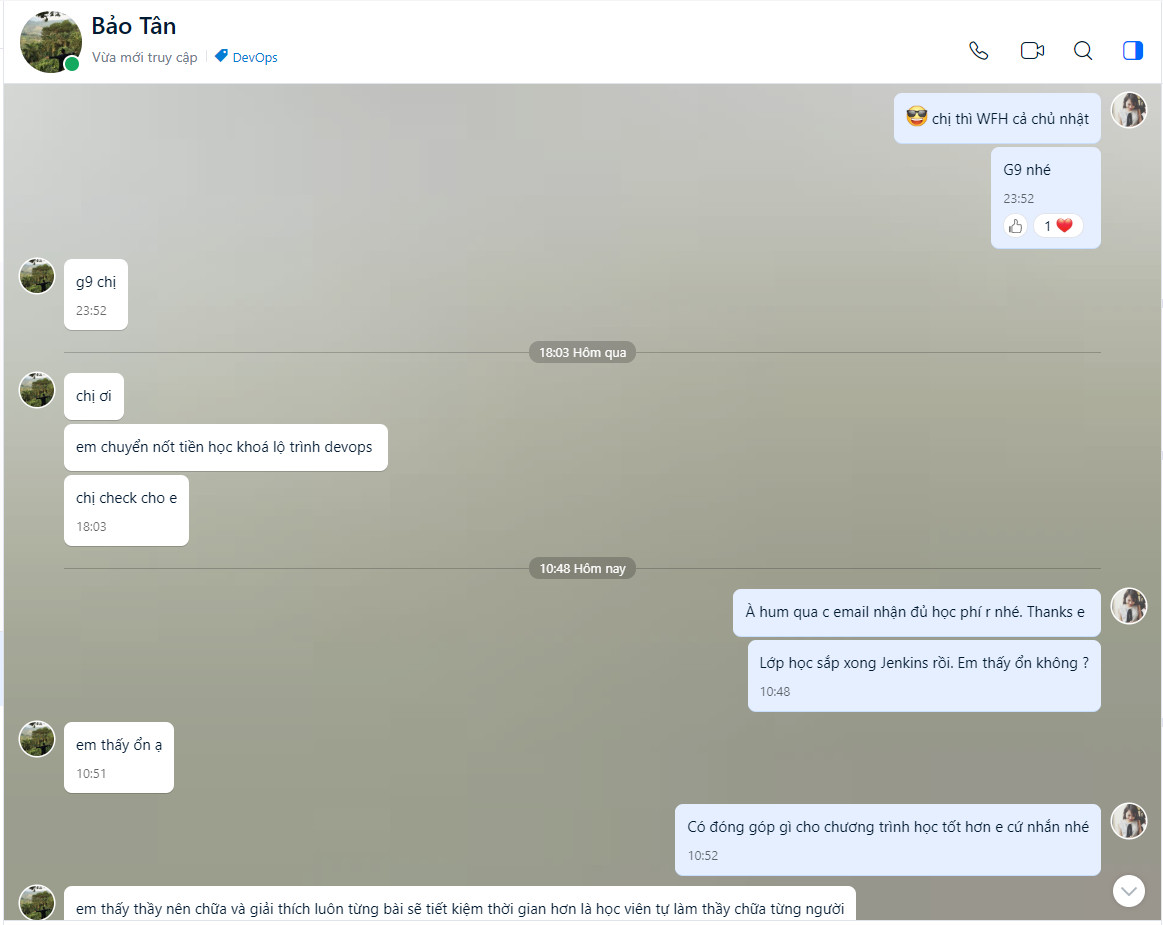 Bảo Tân
Vừa mới truy cập
DevOps
😎 chị thì WFH cả chủ nhật
G9 nhé
23:52
1
g9 chị
23:52
18:03 Hôm qua
chị ơi
em chuyển nốt tiền học khoá lộ trình devops
chị check cho e
18:03
10:48 Hôm nay
À hum qua c email nhận đủ học phí r nhé. Thanks e
Lớp học sắp xong Jenkins rồi. Em thấy ổn không ?
10:48
em thấy ổn ạ
10:51
Có đóng góp gì cho chương trình học tốt hơn e cứ nhắn nhé
10:52
em thấy thầy nên chữa và giải thích luôn từng bài sẽ tiết kiệm thời gian hơn là học viên tự làm thầy chữa từng người